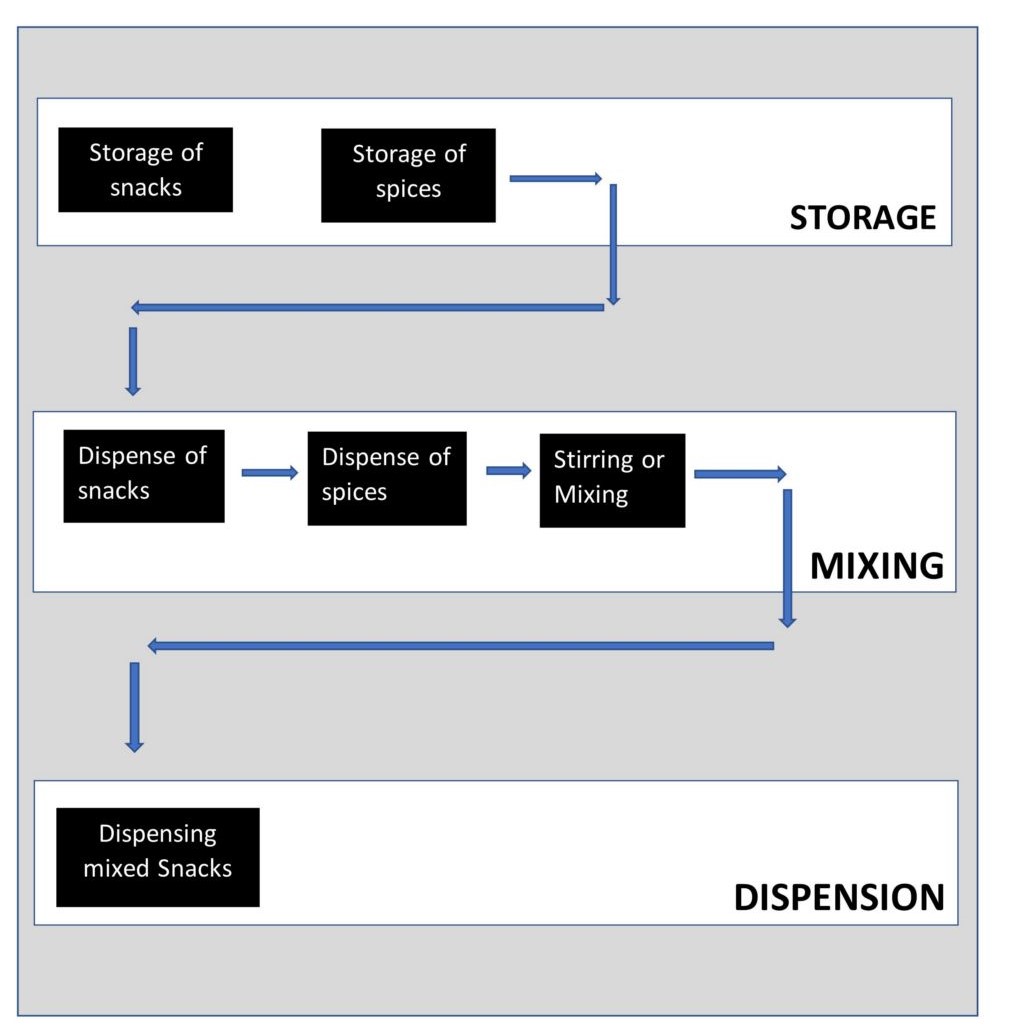 Storage of
snacks
Storage of
spices
STORAGE
Dispense of
snacks
Dispense of
spices
Stirring or
Mixing
MIXING
Dispensing
mixed Snacks
DISPENSION